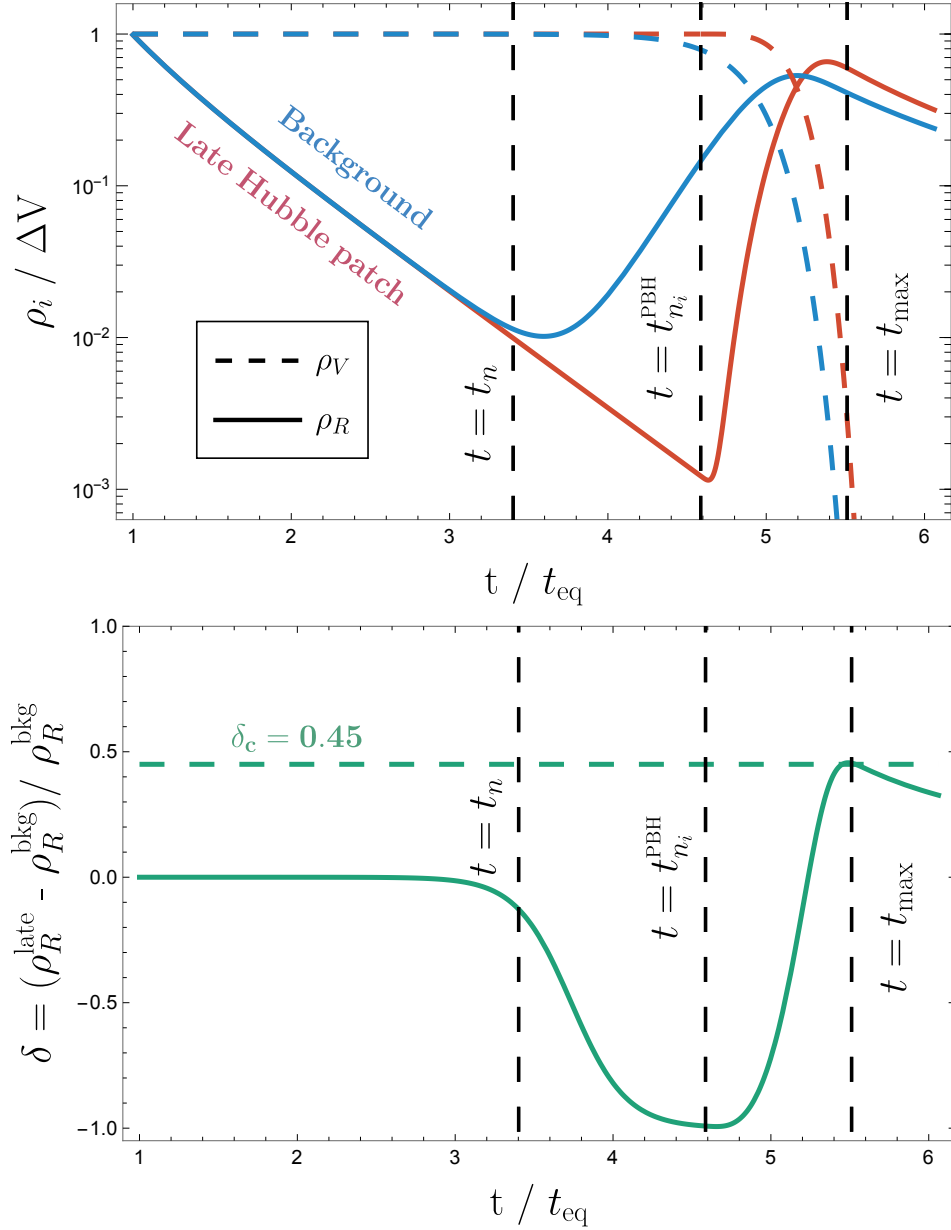 1
10⁻¹
10⁻²
10⁻³
ρᵢ / ΔV
Background
Late Hubble patch
ρ_V
ρ_R
t = t_n
t = t_{n_i}^{PBH}
t = t_max
1 2 3 4 5 6
t / t_eq
1.0
0.5
0.0
-0.5
-1.0
δ = (ρ_R^{late} - ρ_R^{bkg}) / ρ_R^{bkg}
δ_c = 0.45
t = t_n
t = t_{n_i}^{PBH}
t = t_max
1 2 3 4 5 6
t / t_eq